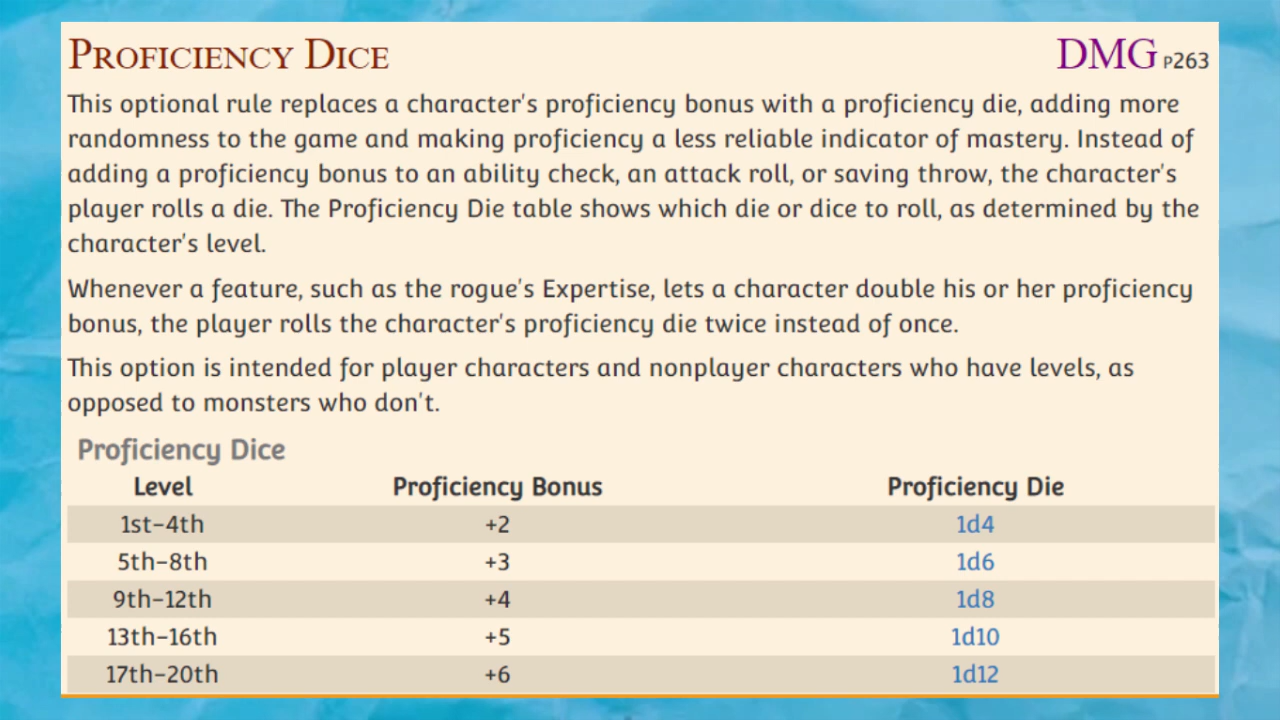 PROFICIENCY DICE DMG P263
This optional rule replaces a character's proficiency bonus with a proficiency die, adding more
randomness to the game and making proficiency a less reliable indicator of mastery. Instead of
adding a proficiency bonus to an ability check, an attack roll, or saving throw, the character's
player rolls a die. The Proficiency Die table shows which die or dice to roll, as determined by the
character's level.
Whenever a feature, such as the rogue's Expertise, lets a character double his or her proficiency
bonus, the player rolls the character's proficiency die twice instead of once.
This option is intended for player characters and nonplayer characters who have levels, as
opposed to monsters who don't.
Proficiency Dice
Level Proficiency Bonus Proficiency Die
1st–4th +2 1d4
5th–8th +3 1d6
9th–12th +4 1d8
13th–16th +5 1d10
17th–20th +6 1d12